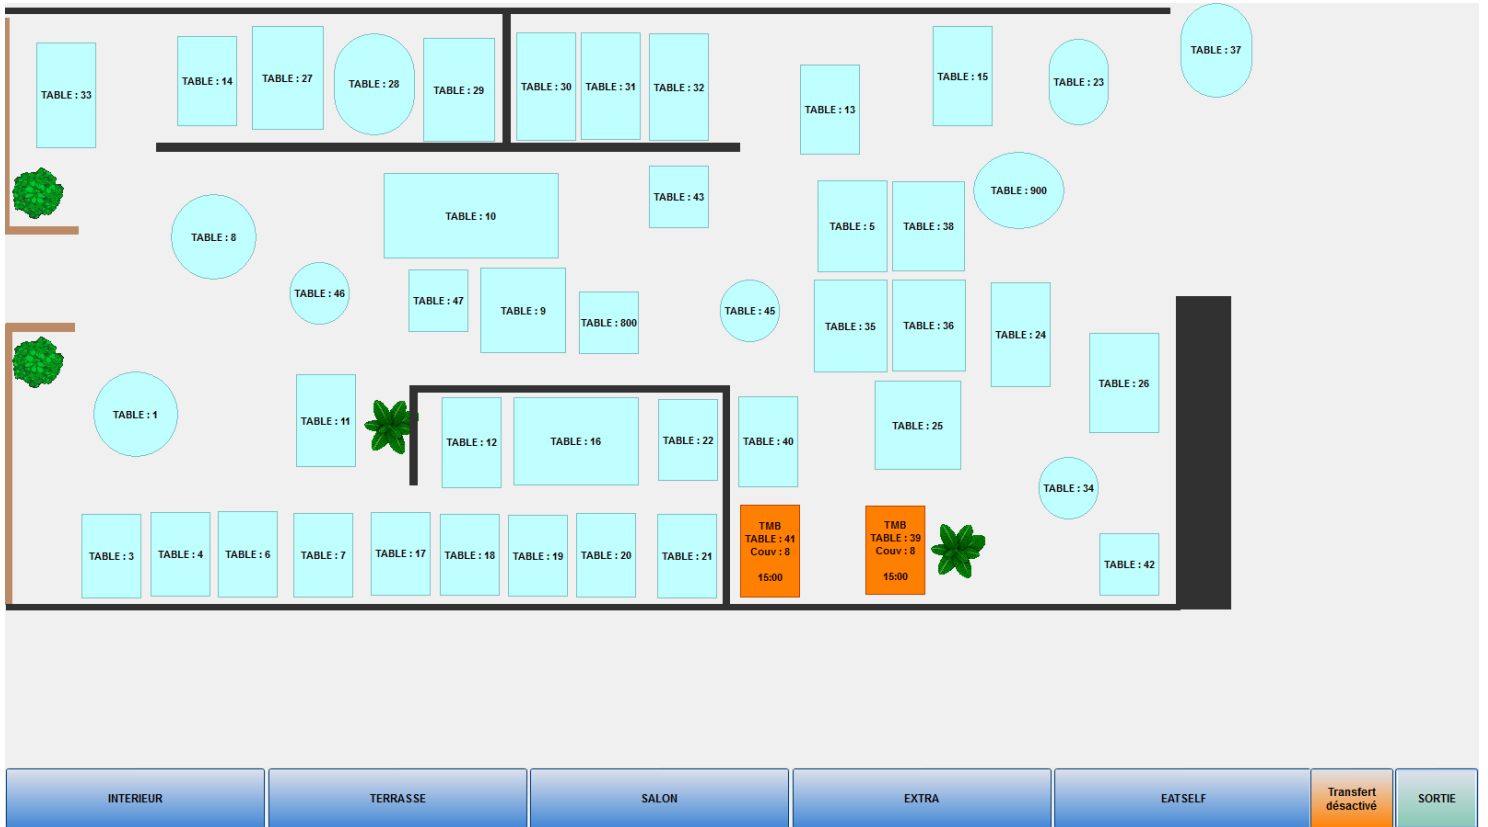 TABLE : 33
TABLE : 14
TABLE : 27
TABLE : 28
TABLE : 29
TABLE : 30
TABLE : 31
TABLE : 32
TABLE : 13
TABLE : 15
TABLE : 23
TABLE : 37
TABLE : 8
TABLE : 10
TABLE : 43
TABLE : 5
TABLE : 38
TABLE : 900
TABLE : 46
TABLE : 47
TABLE : 9
TABLE : 800
TABLE : 45
TABLE : 35
TABLE : 36
TABLE : 24
TABLE : 26
TABLE : 1
TABLE : 11
TABLE : 12
TABLE : 16
TABLE : 22
TABLE : 40
TABLE : 25
TABLE : 34
TABLE : 3
TABLE : 4
TABLE : 6
TABLE : 7
TABLE : 17
TABLE : 18
TABLE : 19
TABLE : 20
TABLE : 21
TMB
TABLE : 41
Couv : 8
15:00
TMB
TABLE : 39
Couv : 8
15:00
TABLE : 42
INTERIEUR
TERRASSE
SALON
EXTRA
EATSELF
Transfert
désactivé
SORTIE